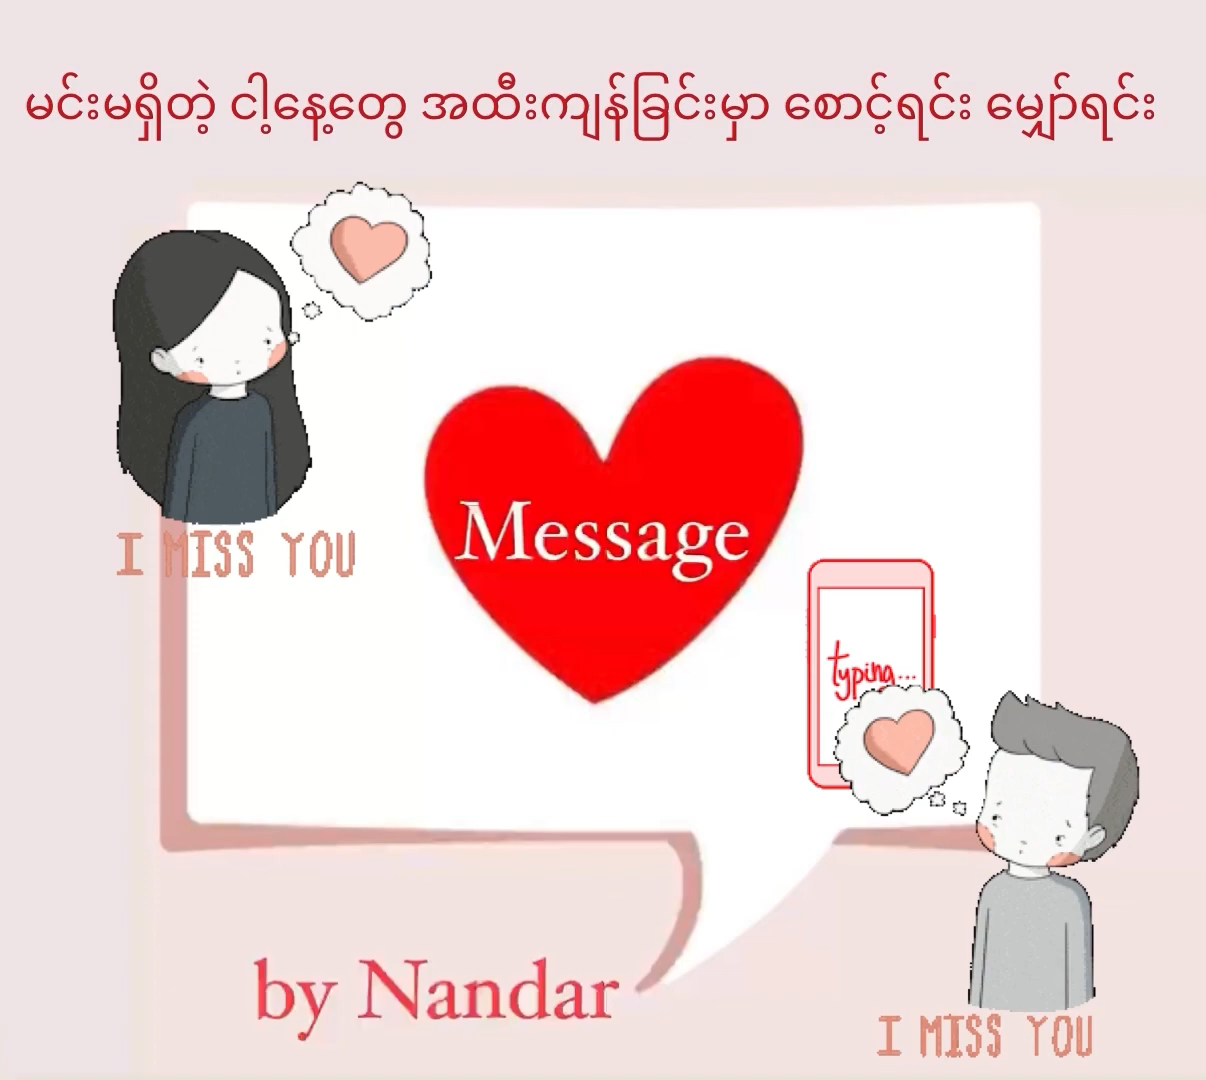 မင်းမရှိတဲ့ ငါ့နေ့တွေ အထီးကျန်ခြင်းမှာ စောင့်ရင်း မျှော်ရင်း
I MISS YOU
Message
typing...
by Nandar
I MISS YOU